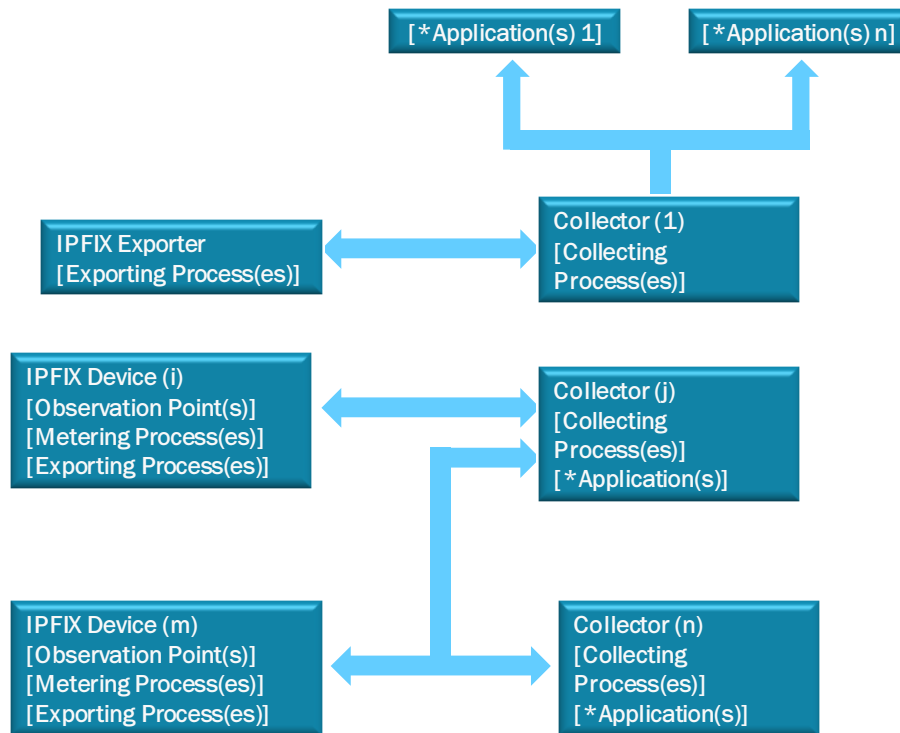 [*Application(s) 1]
[*Application(s) n]
IPFIX Exporter
[Exporting Process(es)]
Collector (1)
[Collecting
Process(es)]
IPFIX Device (i)
[Observation Point(s)]
[Metering Process(es)]
[Exporting Process(es)]
Collector (j)
[Collecting
Process(es)]
[*Application(s)]
IPFIX Device (m)
[Observation Point(s)]
[Metering Process(es)]
[Exporting Process(es)]
Collector (n)
[Collecting
Process(es)]
[*Application(s)]